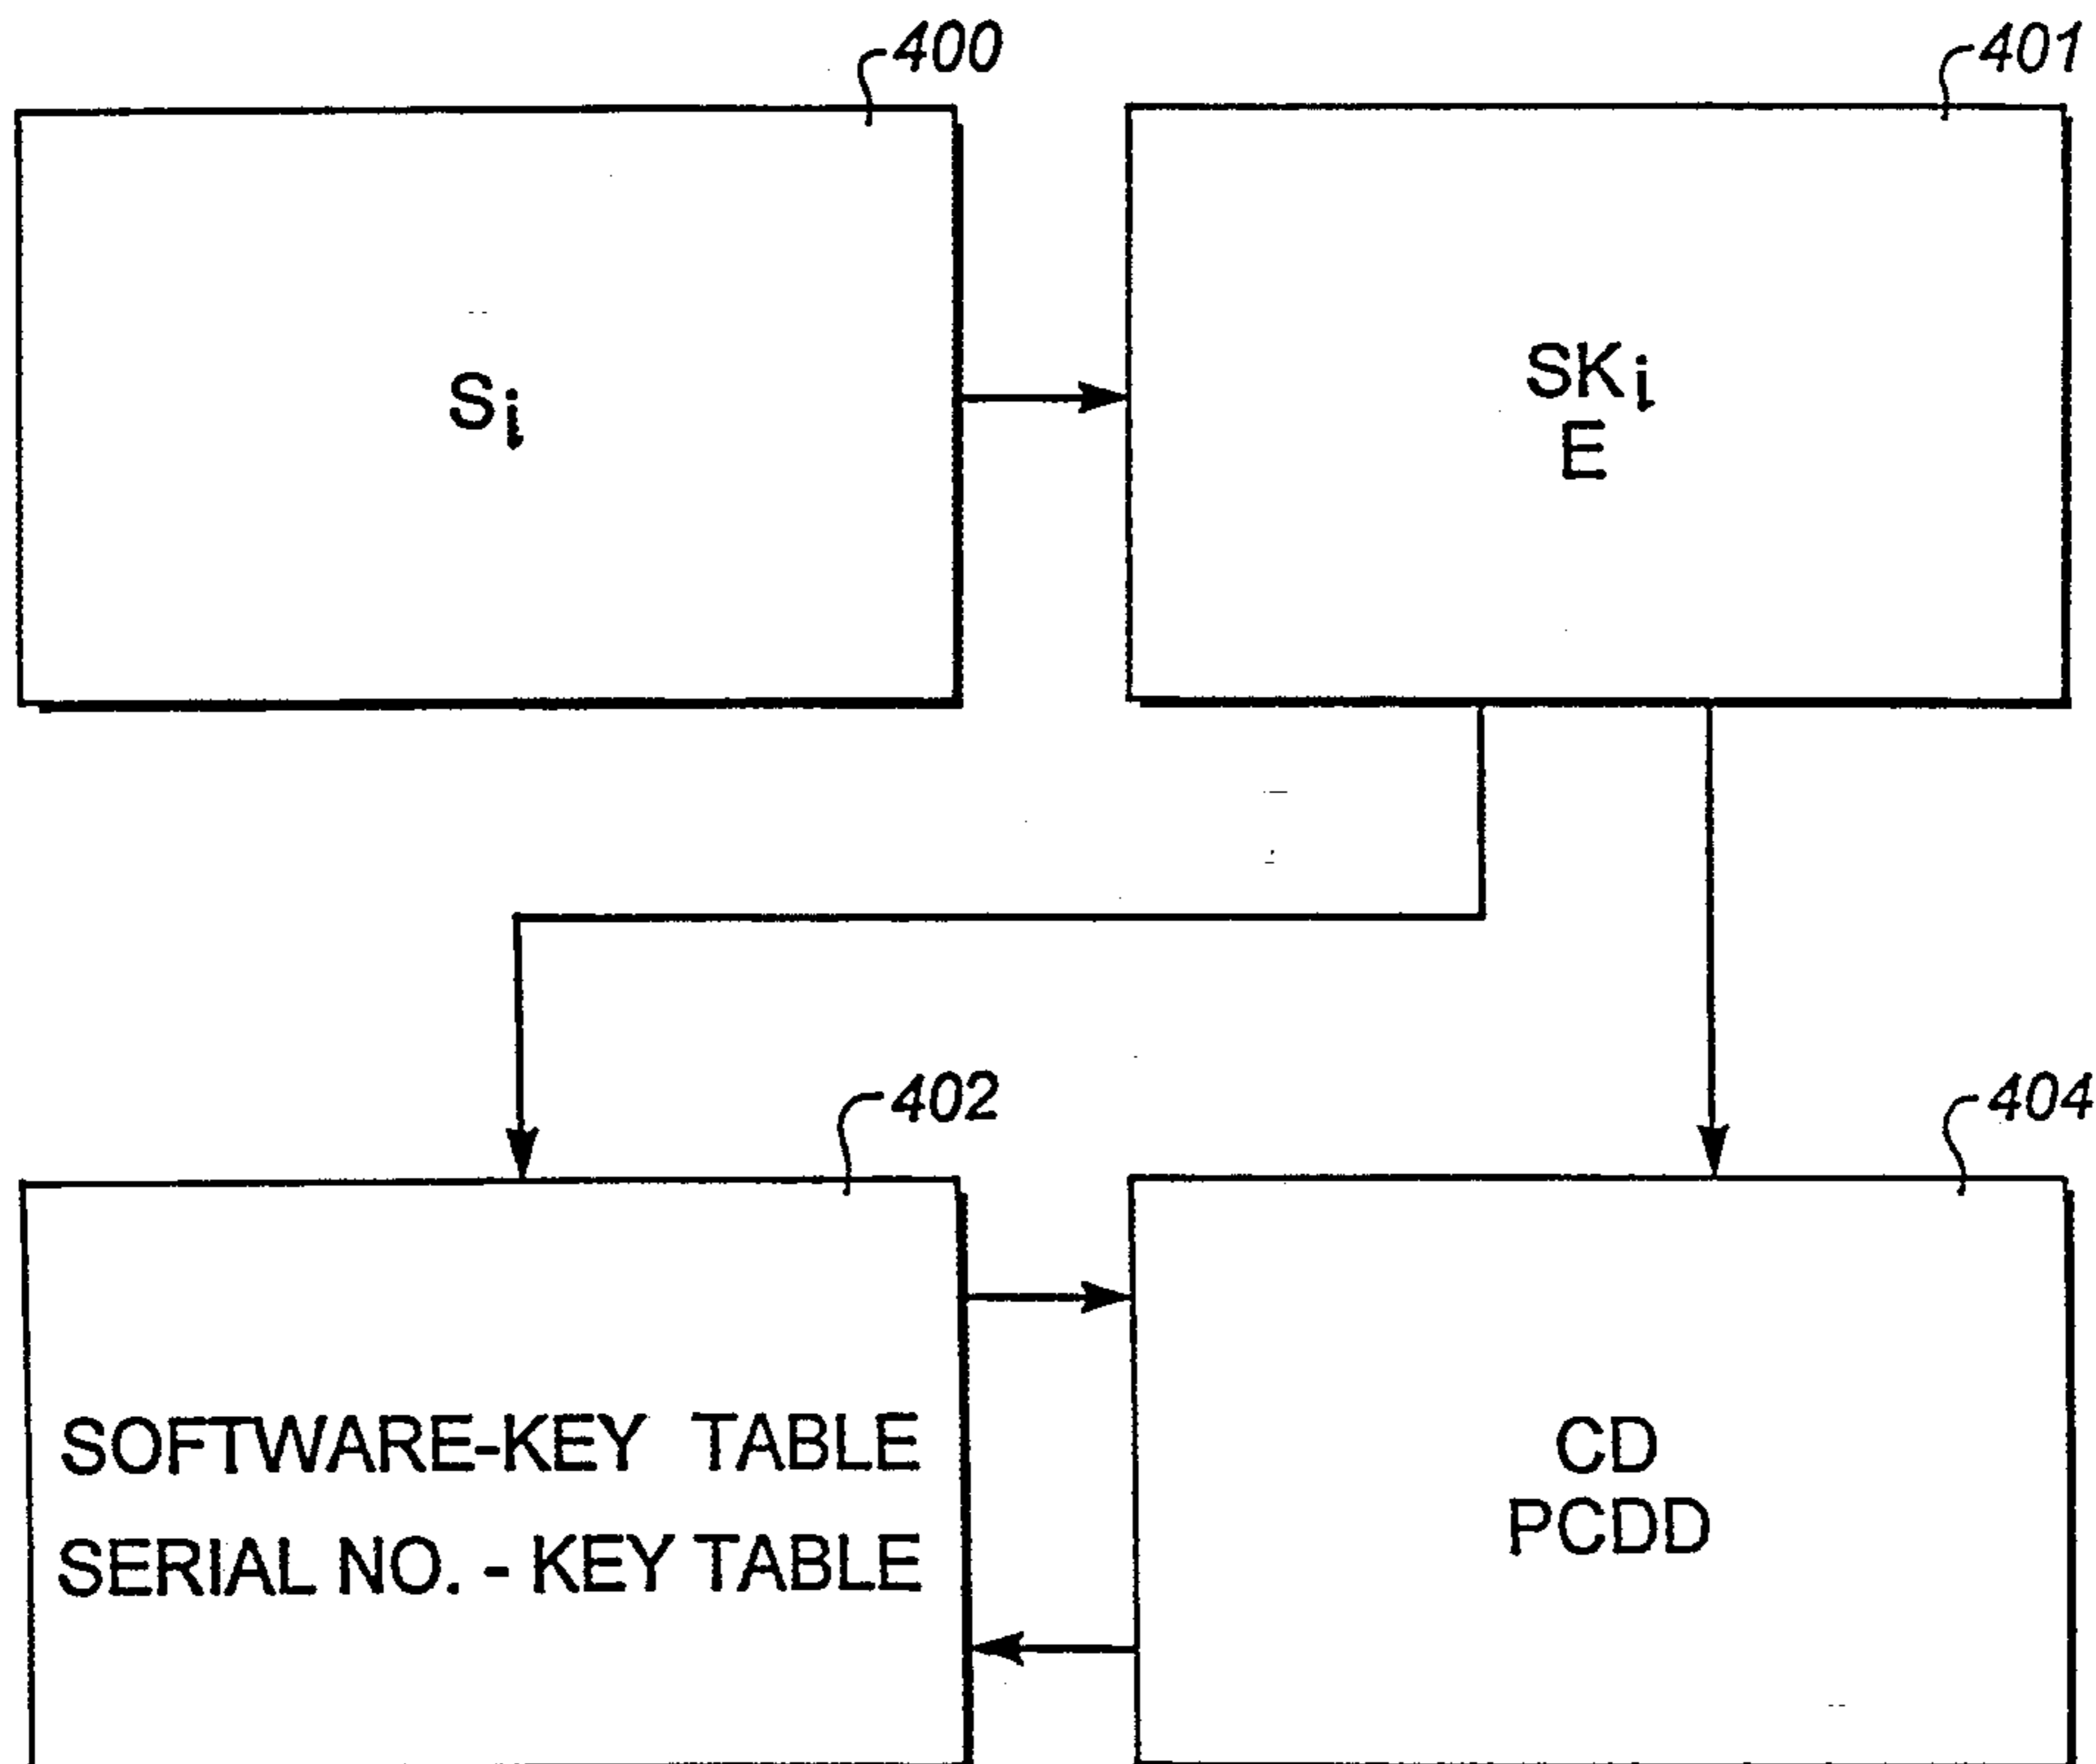 400
401
Si
SKi
E
402
404
SOFTWARE-KEY TABLE
SERIAL NO. - KEY TABLE
CD
PCDD